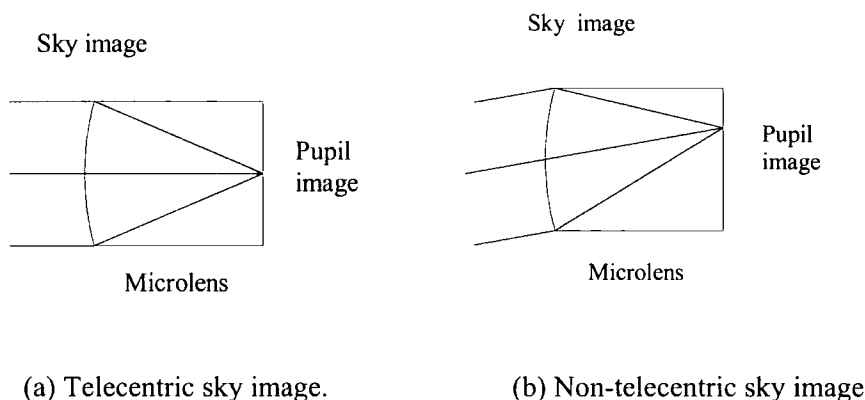 Sky image
Pupil
image
Microlens
(a) Telecentric sky image.
Sky image
Pupil
image
Microlens
(b) Non-telecentric sky image